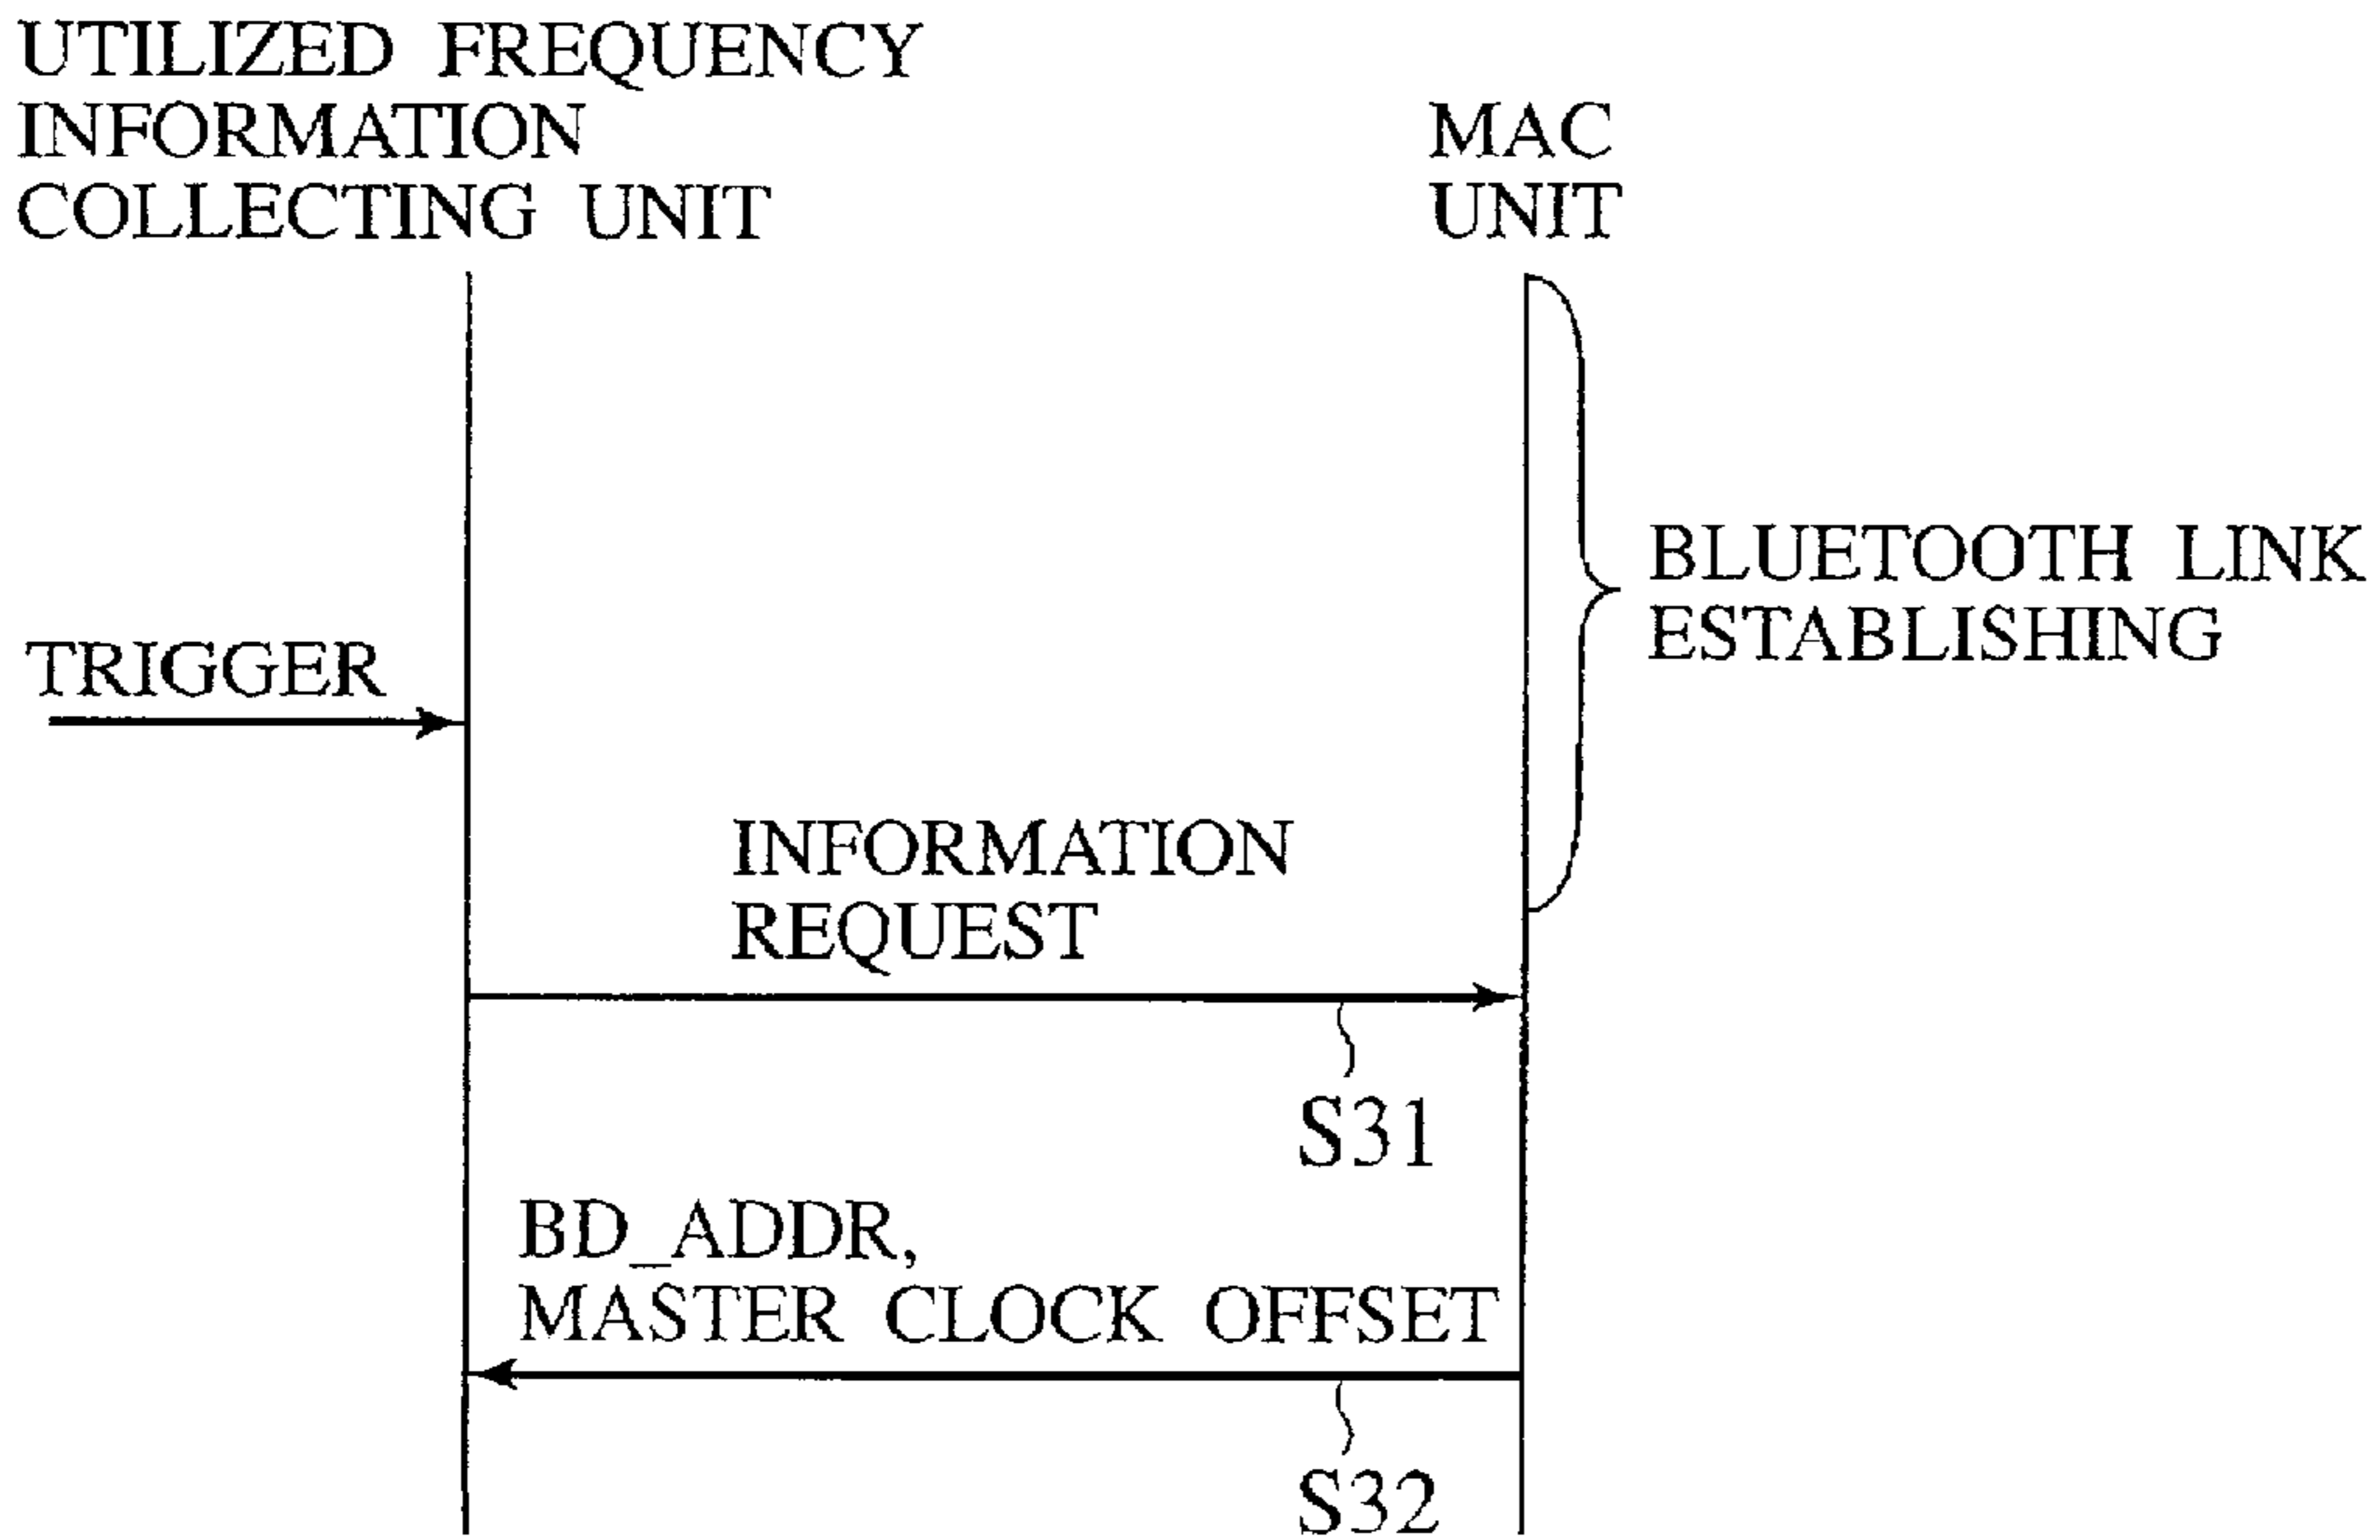 UTILIZED FREQUENCY
INFORMATION
COLLECTING UNIT
MAC
UNIT
BLUETOOTH LINK
ESTABLISHING
TRIGGER
INFORMATION
REQUEST
S31
BD_ADDR,
MASTER CLOCK OFFSET
S32